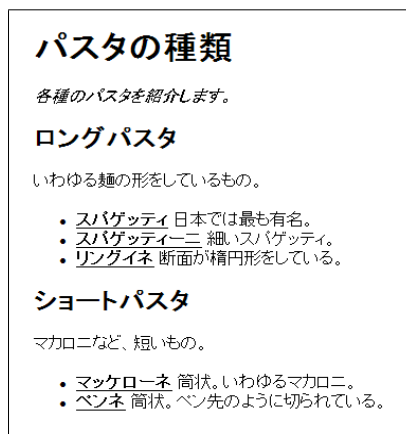 パスタの種類
各種のパスタを紹介します。
ロングパスタ
いわゆる麺の形をしているもの。
• スパゲッティ 日本では最も有名。
• スパゲッティーニ 細いスパゲッティ。
• リングイネ 断面が楕円形をしている。
ショートパスタ
マカロニなど、短いもの。
• マッケローネ 筒状。いわゆるマカロニ。
• ペンネ 筒状。ペン先のように切られている。